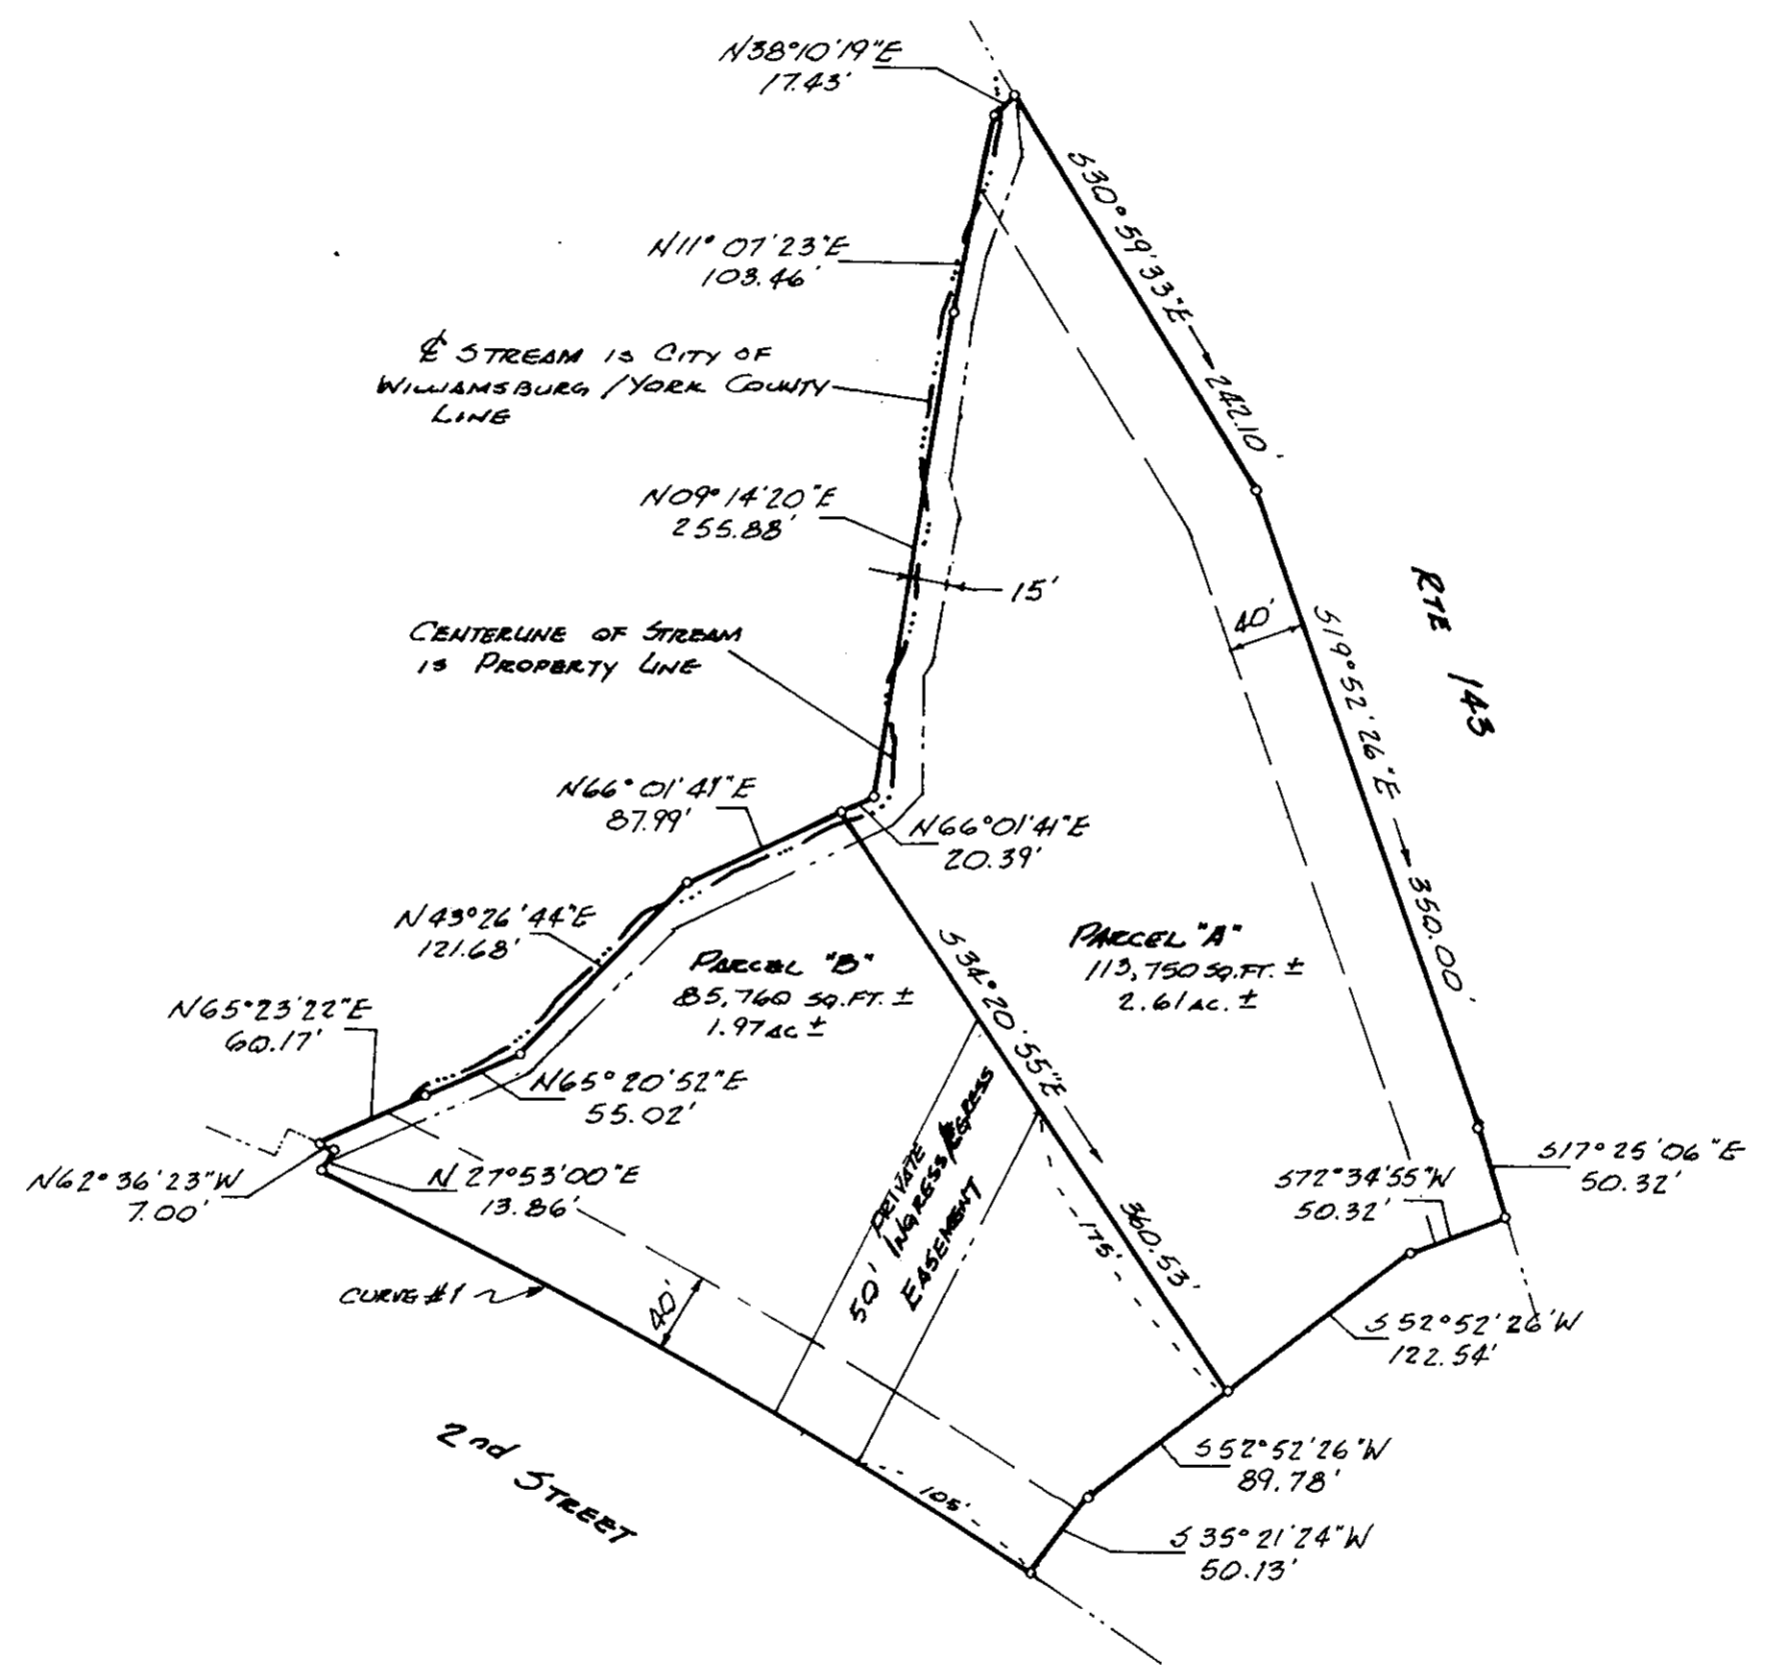 N38°10'19"E
17.43'
N11°07'23"E
103.46'
S30°59'33"E → 242.10'
℄ STREAM IS CITY OF
WILLIAMSBURG / YORK COUNTY
LINE
N09°14'20"E
255.88'
15'
RTE 143
40'
S19°52'26"E → 350.00'
CENTERLINE OF STREAM
IS PROPERTY LINE
N66°01'41"E
87.99'
N66°01'41"E
20.39'
N43°26'44"E
121.68'
PARCEL "B"
85,760 SQ.FT. ±
1.97 AC ±
PARCEL "A"
113,750 SQ.FT. ±
2.61 AC. ±
S34°20'55"E → 360.53'
N65°23'22"E
60.17'
N65°20'52"E
55.02'
N62°36'23"W
7.00'
N27°53'00"E
13.86'
PRIVATE
50' INGRESS/EGRESS
EASEMENT
175'
S17°25'06"E
50.32'
S72°34'55"W
50.32'
CURVE #1
40'
S52°52'26"W
122.54'
2nd STREET
S52°52'26"W
89.78'
105'
S35°21'24"W
50.13'